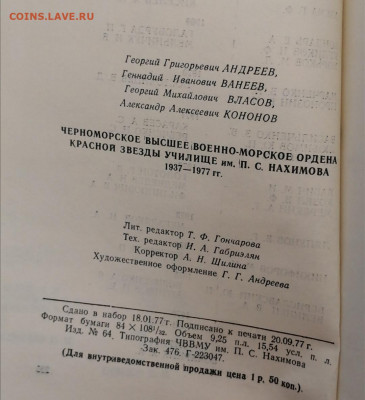 СОЛИДНО
COINS.LAVE.RU
Георгий Григорьевич АНДРЕЕВ,
Геннадий Иванович ВАНЕЕВ,
Георгий Михайлович ВЛАСОВ,
Александр Алексеевич КОНОНОВ
ЧЕРНОМОРСКОЕ ВЫСШЕЕ ВОЕННО-МОРСКОЕ ОРДЕНА
КРАСНОЙ ЗВЕЗДЫ УЧИЛИЩЕ им. П. С. НАХИМОВА
1937—1977 гг.
Лит. редактор Т. Ф. Гончарова
Тех. редактор И. А. Габриэлян
Корректор А. Н. Шилина
Художественное оформление Г. Г. Андреева
Сдано в набор 18.01.77 г. Подписано к печати 20.09.77 г.
Формат бумаги 84 × 108¹/₃₂. Объем 9,25 п.л. 15,54 усл. п. л.
Изд. № 64. Типография ЧВВМУ им. П. С. Нахимова
Зак. 476. Г-223047.
(Для внутриведомственной продажи цена 1 р. 50 коп.).